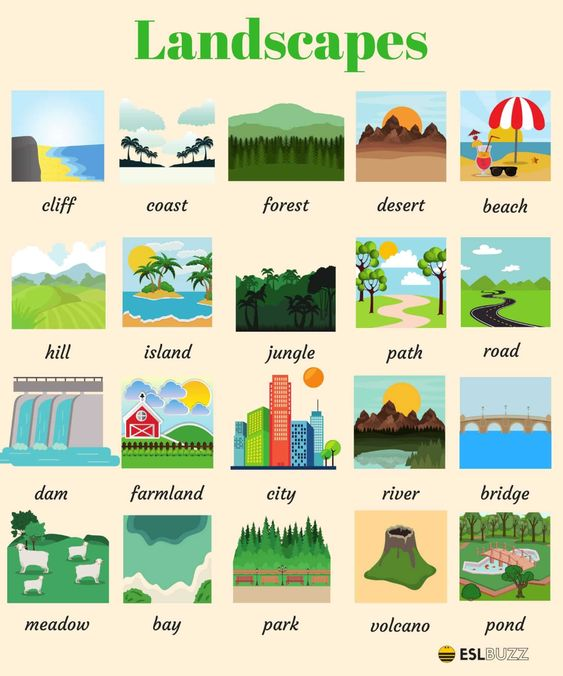 Landscapes
cliff coast forest desert beach
hill island jungle path road
dam farmland city river bridge
meadow bay park volcano pond
ESLBUZZ